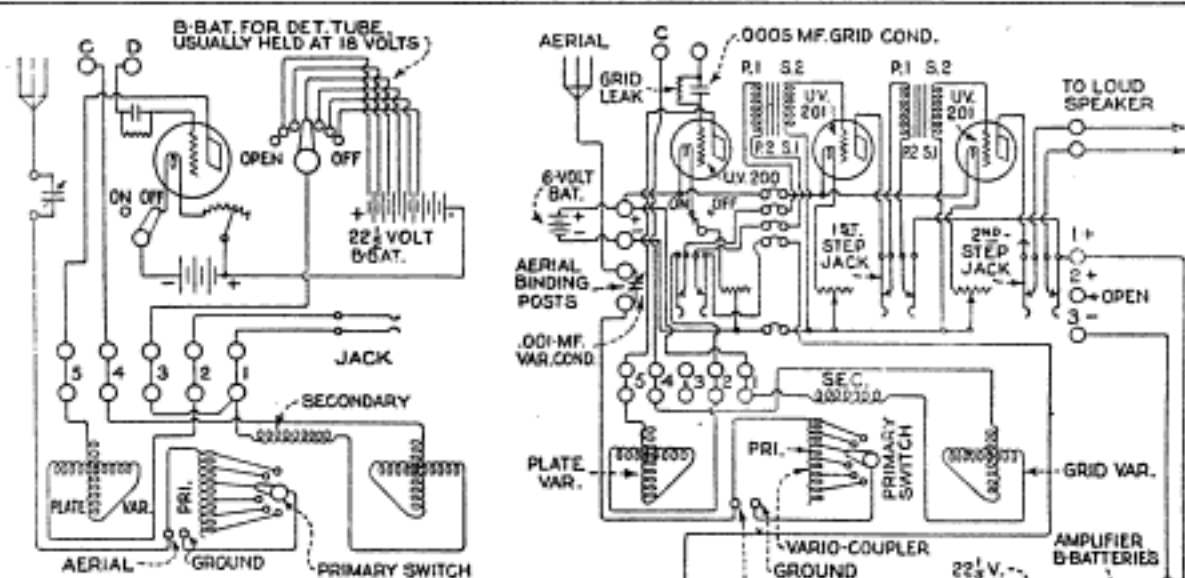 B-BAT. FOR DET. TUBE
USUALLY HELD AT 18 VOLTS
C D
OPEN OFF
ON OFF
+
22½ VOLT
B-BAT.
- +
JACK
5 4 3 2 1
SECONDARY
PLATE VAR.
PRI.
AERIAL
GROUND
PRIMARY SWITCH
AERIAL
C
.0005 MF. GRID COND.
GRID
LEAK
P.1 S.2
P.1 S.2
U.V.
201
U.V.
201
TO LOUD
SPEAKER
P.2 S.1
P.2 S.1
U.V. 200
6-VOLT
BAT.
+
-
+
-
ON OFF
1ST.
STEP
JACK
2ND-
STEP
JACK
1+
2+
OPEN
3-
AERIAL
BINDING
POSTS
.001-MF.
VAR. COND.
5 4 3 2 1
SEC.
PLATE
VAR.
PRI.
PRIMARY
SWITCH
GRID VAR.
VARIO-COUPLER
GROUND
AMPLIFIER
B-BATTERIES
22½ V.